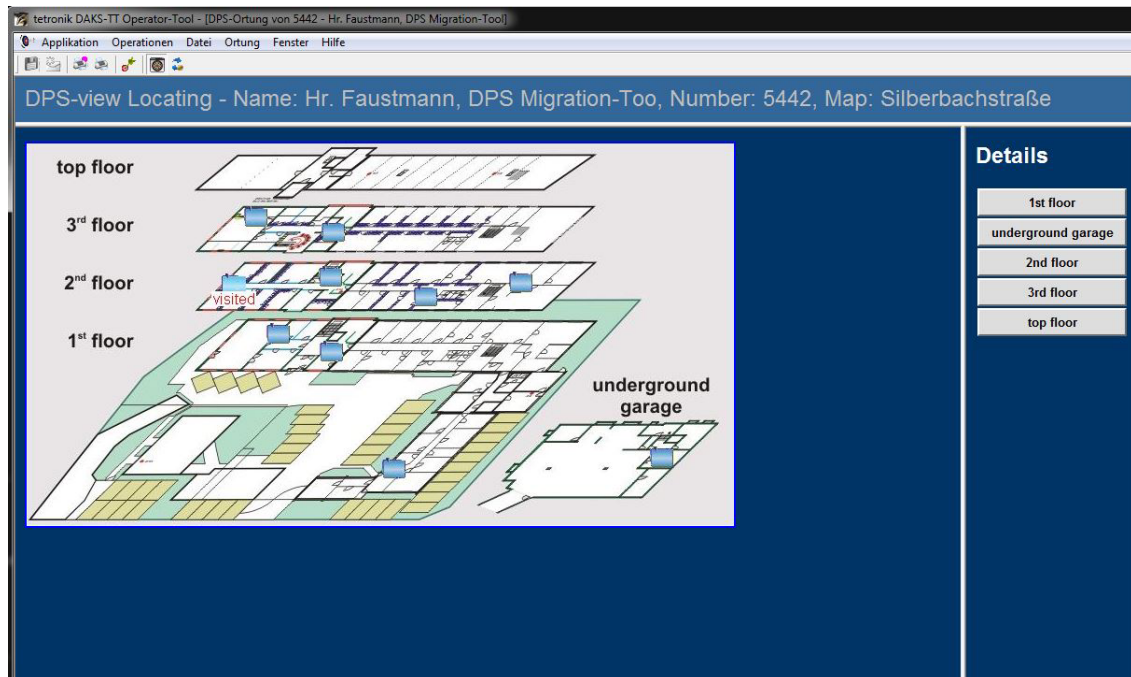 tetronik DAKS-TT Operator-Tool - [DPS-Ortung von 5442 - Hr. Faustmann, DPS Migration-Tool]
Applikation Operationen Datei Ortung Fenster Hilfe
DPS-view Locating - Name: Hr. Faustmann, DPS Migration-Too, Number: 5442, Map: Silberbachstraße
top floor
3rd floor
2nd floor
visited
1st floor
underground
garage
Details
1st floor
underground garage
2nd floor
3rd floor
top floor